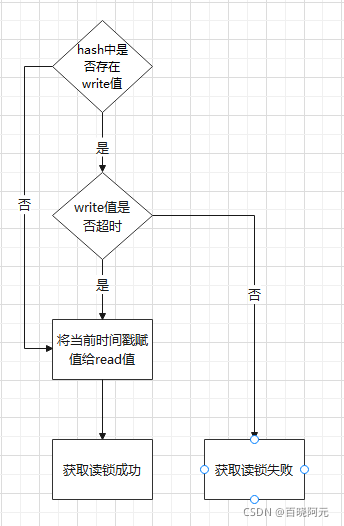 hash中是
否存在
write值
是
否
write值是
否超时
否
是
将当前时间戳赋
值给read值
获取读锁成功
获取读锁失败
CSDN @百晓阿元